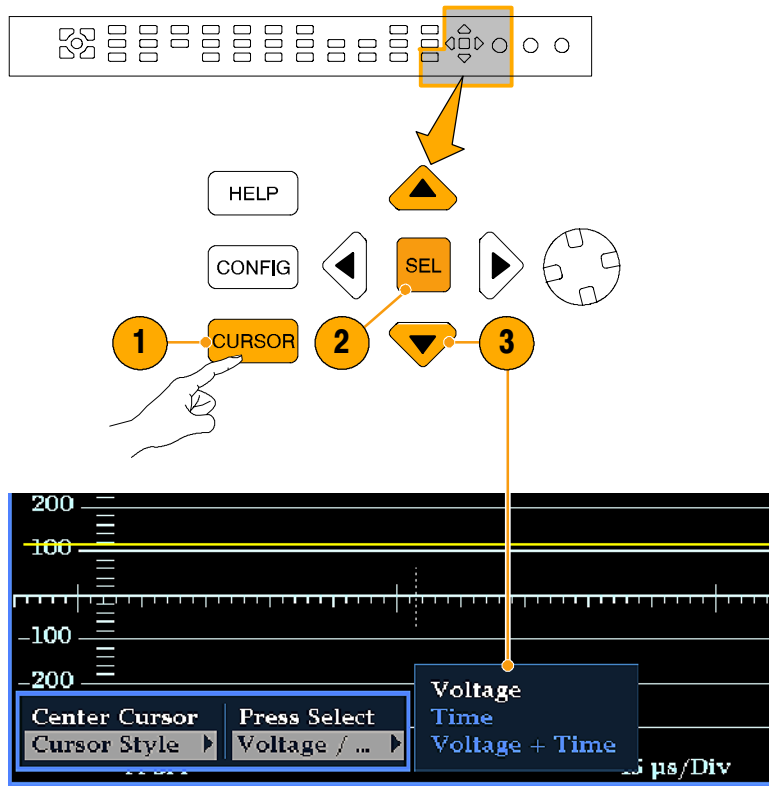 HELP
CONFIG
SEL
1
CURSOR
2
3
200
100
-100
-200
Voltage
Time
Voltage + Time
Center Cursor
Press Select
Cursor Style
Voltage / ...
µs/Div